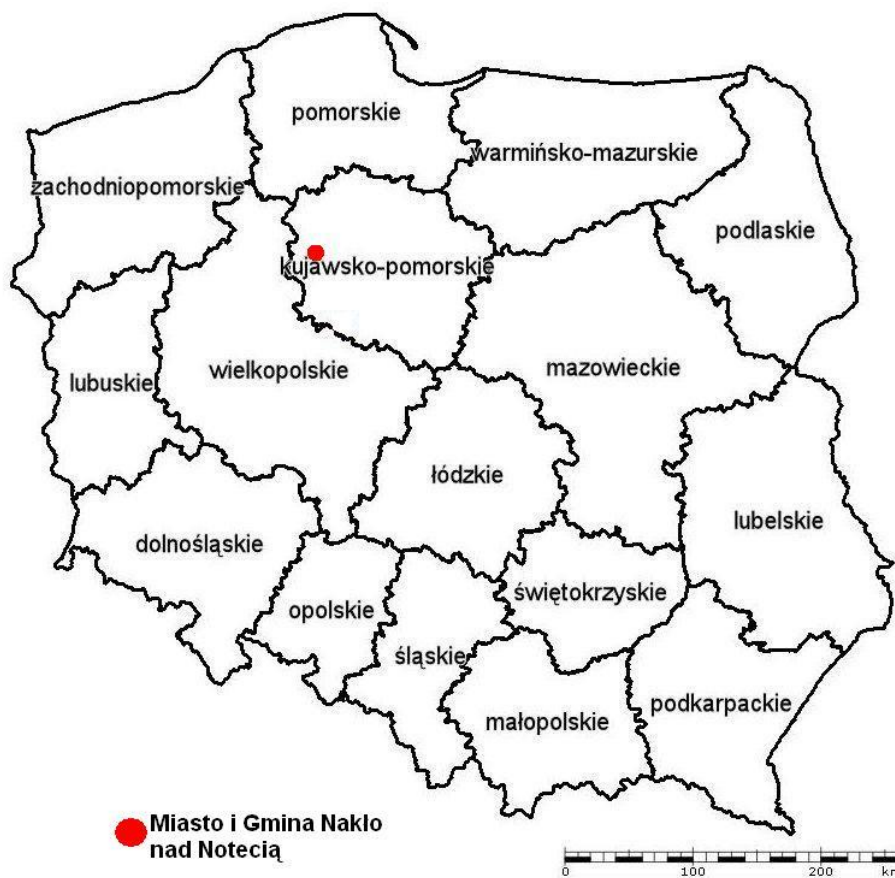 pomorskie
warmińsko-mazurskie
zachodniopomorskie
podlaskie
kujawsko-pomorskie
wielkopolskie
mazowieckie
lubuskie
łódzkie
lubelskie
dolnośląskie
świętokrzyskie
opolskie
śląskie
podkarpackie
małopolskie
Miasto i Gmina Nakło
nad Notecią
0 100 200 km